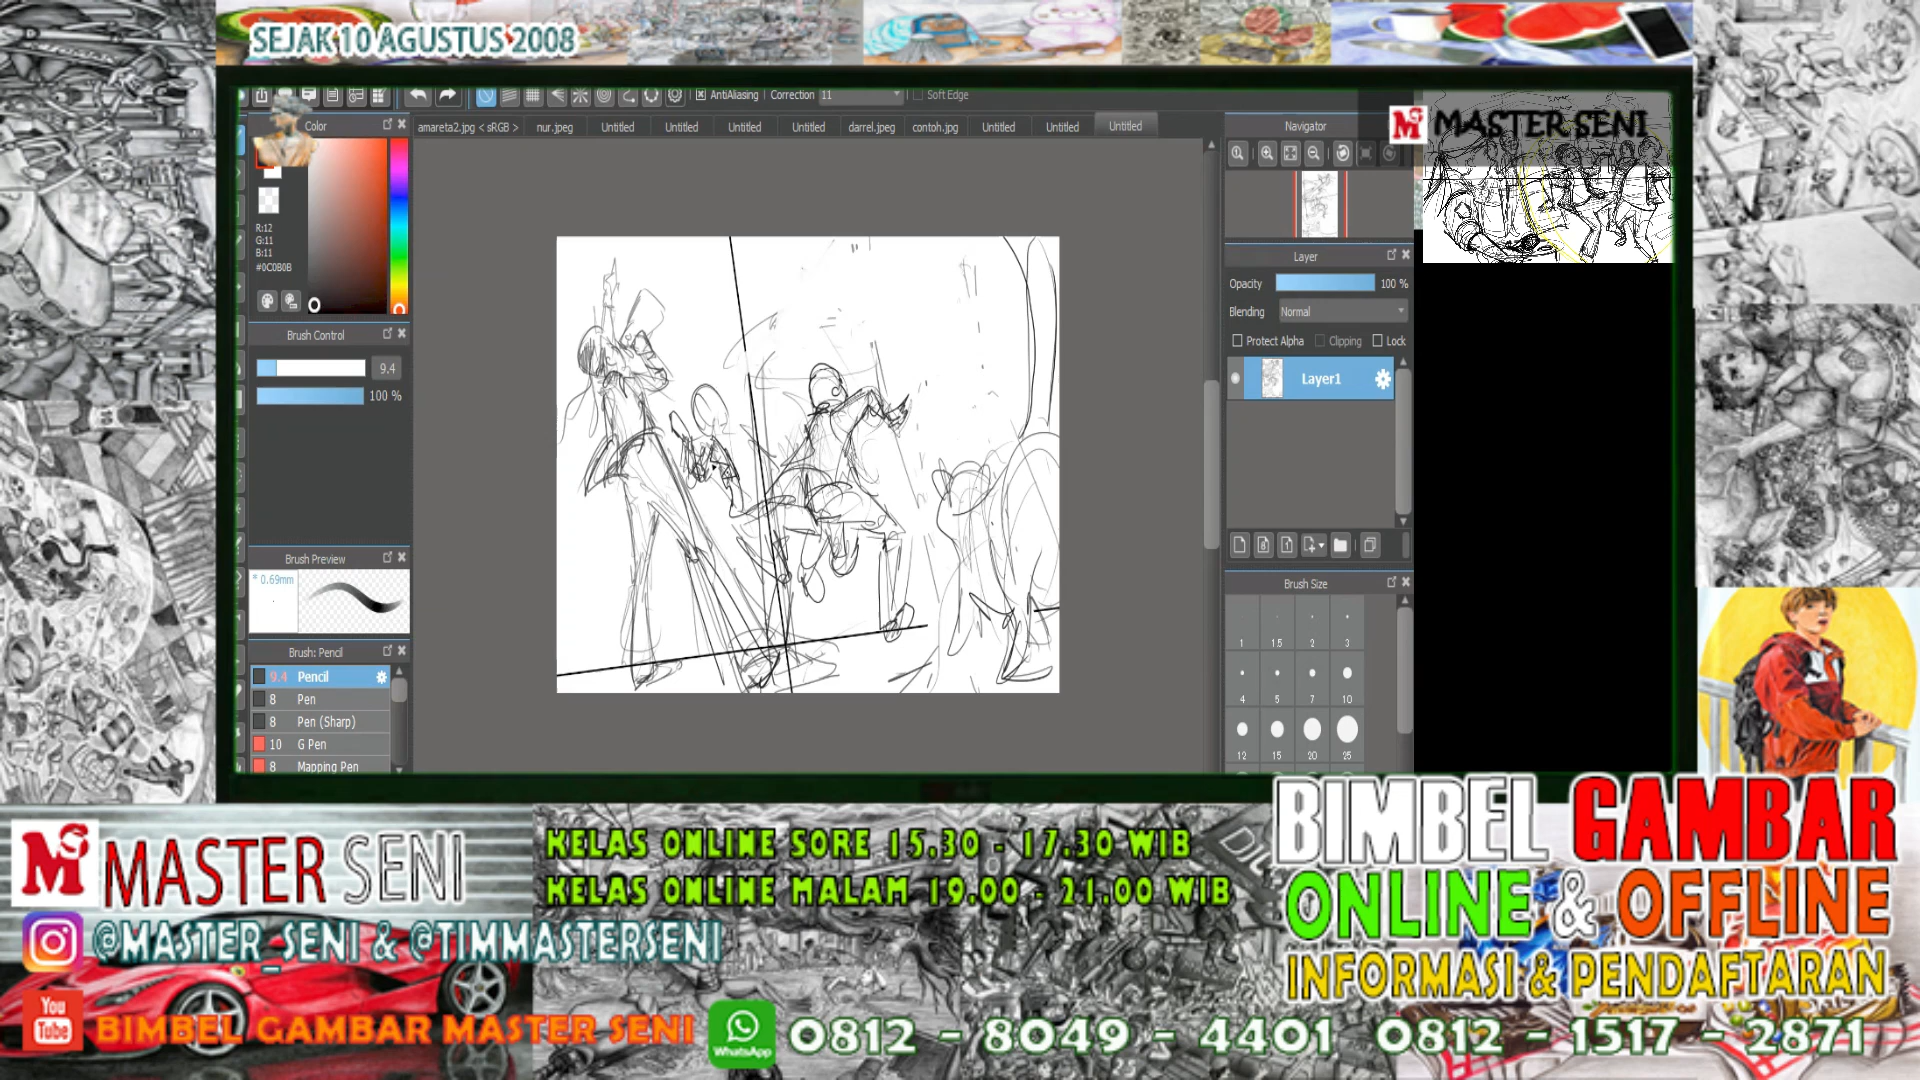 SEJAK 10 AGUSTUS 2008
AntiAliasing Correction 11 Soft Edge
amareta2.jpg < sRGB > nur.jpeg Untitled Untitled Untitled Untitled darrel.jpeg contoh.jpg Untitled Untitled Untitled
Color
R:12
G:11
B:11
#0C0B0B
Brush Control
9.4
100 %
Brush Preview
* 0.69mm
Brush: Pencil
9.4 Pencil
8 Pen
8 Pen (Sharp)
10 G Pen
8 Mapping Pen
Navigator
Layer
Opacity 100 %
Blending Normal
Protect Alpha Clipping Lock
Layer1
Brush Size
1 1.5 2 3
4 5 7 10
12 15 20 25
MS MASTER SENI
MS MASTER SENI
@MASTER_SENI & @TIMMASTERSENI
You Tube BIMBEL GAMBAR MASTER SENI
KELAS ONLINE SORE 15.30 - 17.30 WIB
KELAS ONLINE MALAM 19.00 - 21.00 WIB
BIMBEL GAMBAR
ONLINE & OFFLINE
INFORMASI & PENDAFTARAN
WhatsApp 0812 - 8049 - 4401 0812 - 1517 - 2871